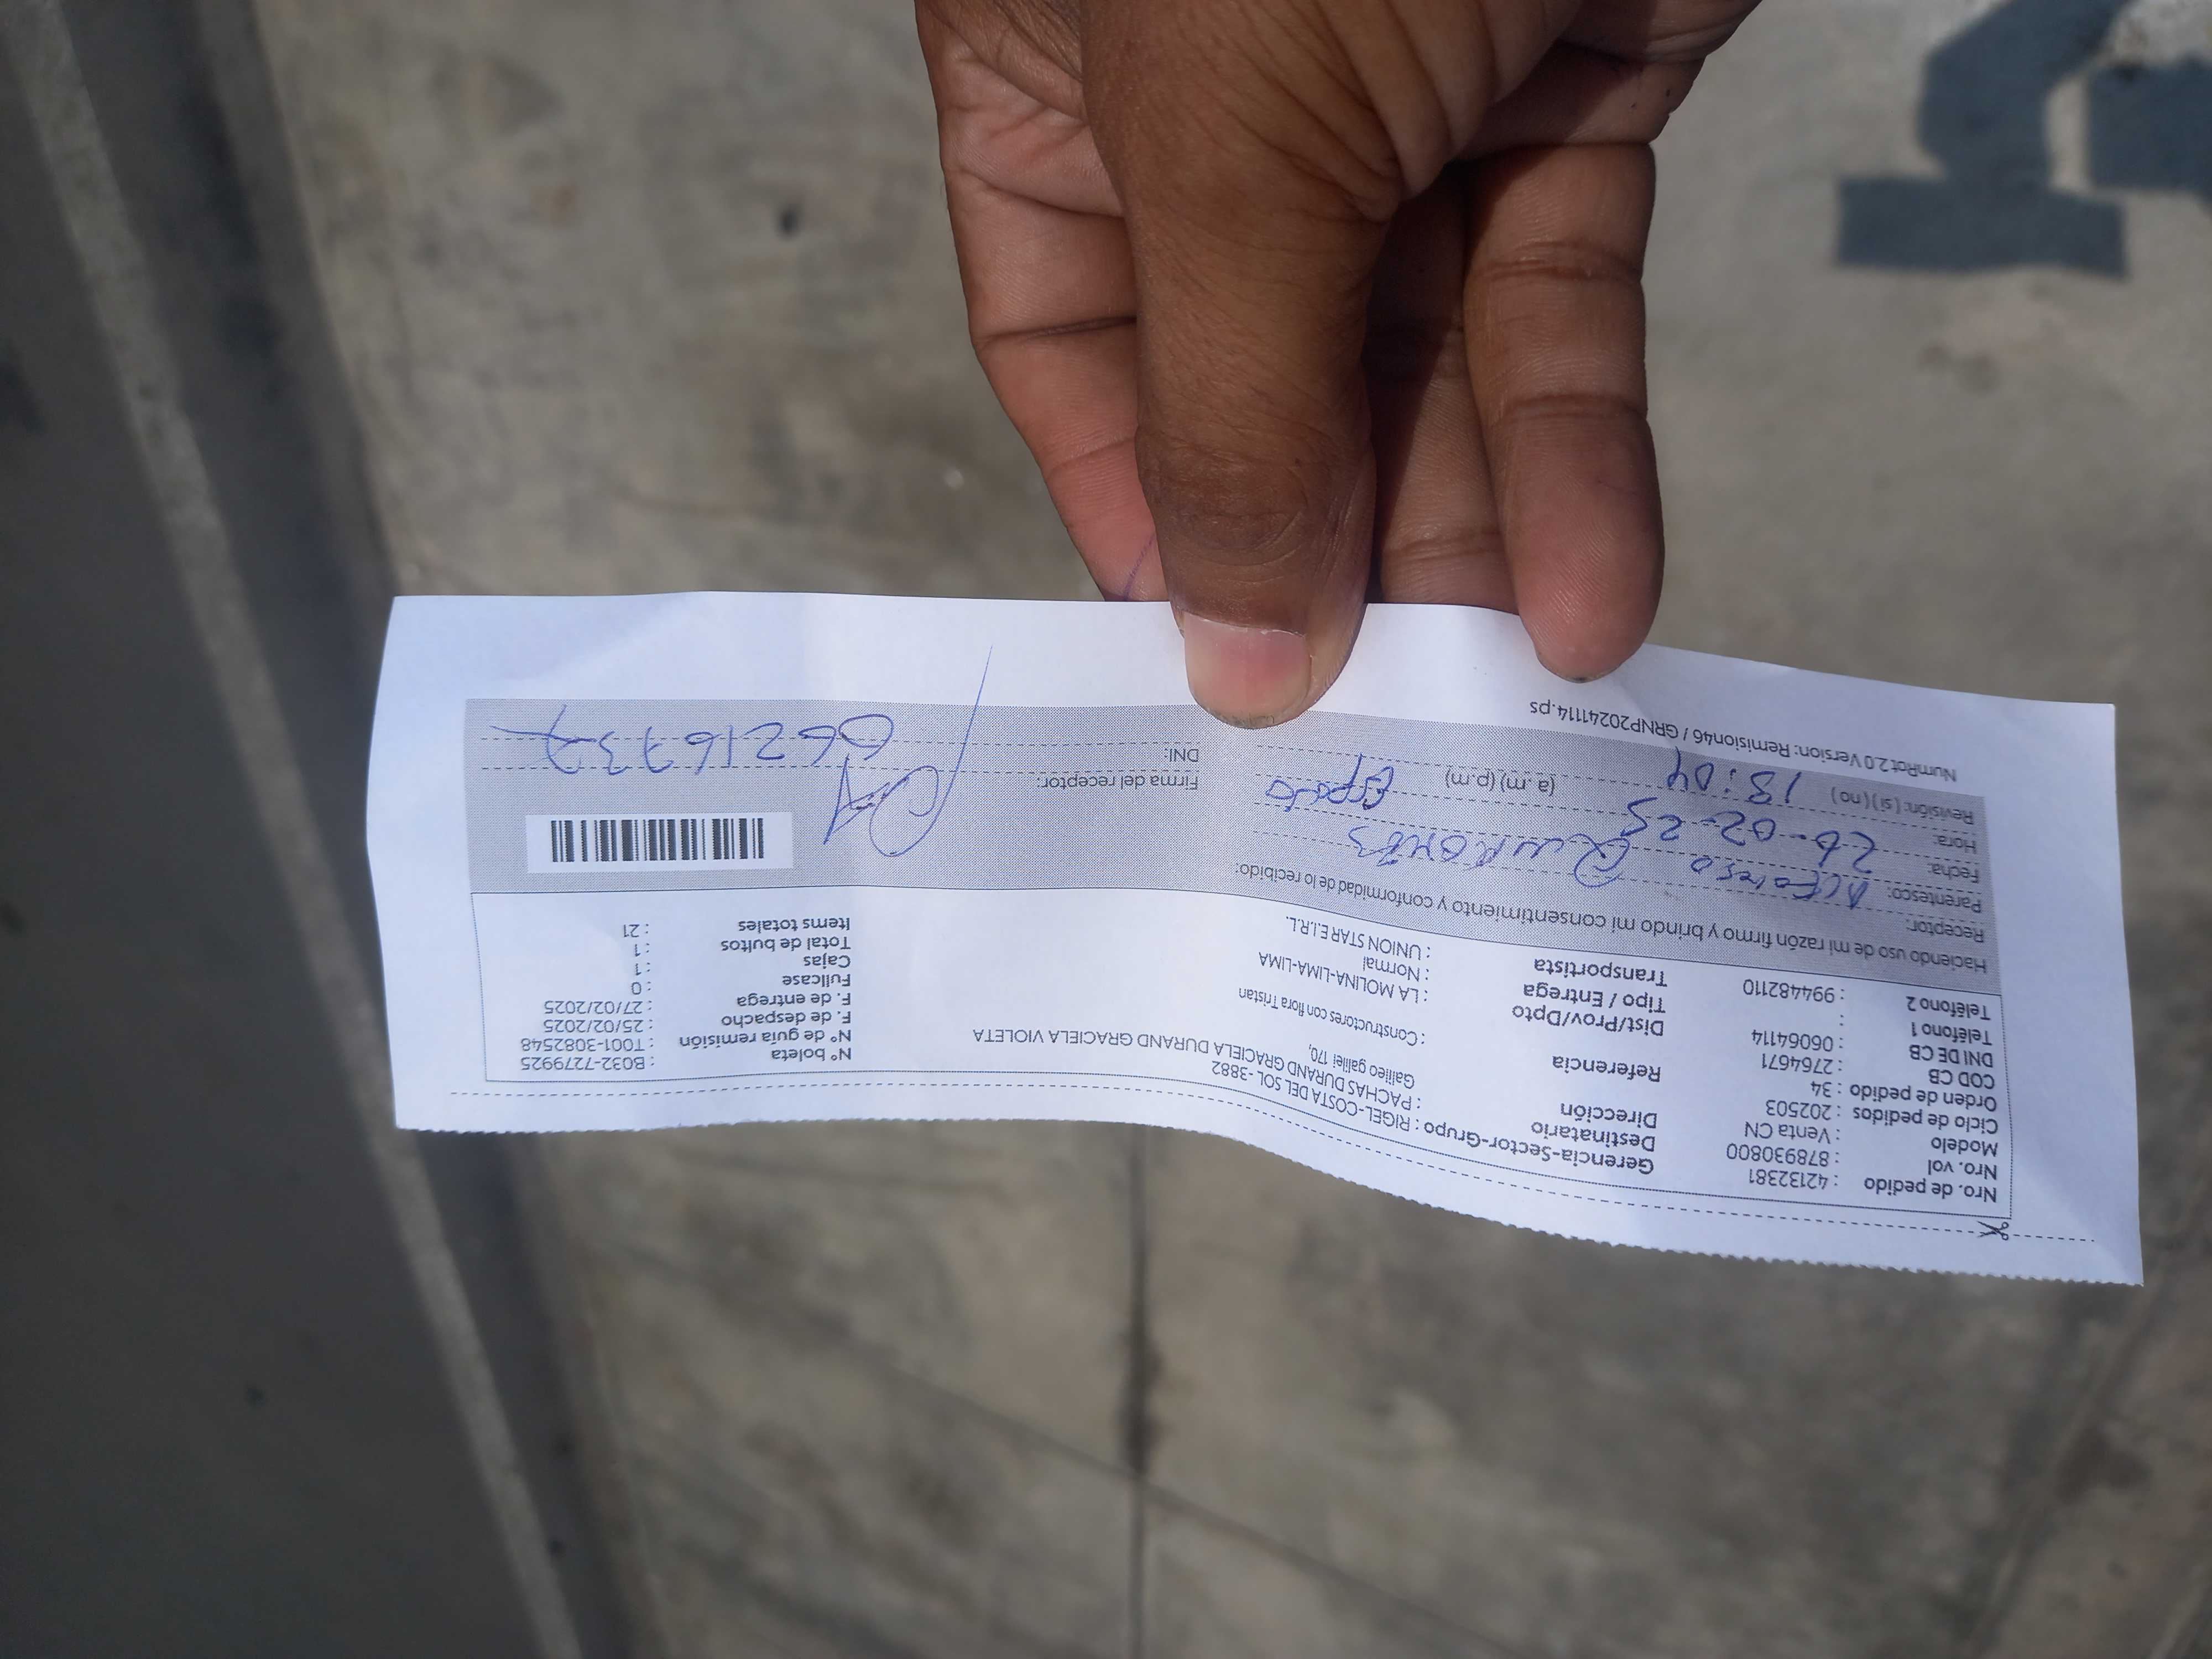 Nro. de pedido : 42132381
Nro. vol : 878930800
Modelo : Venta CN
Ciclo de pedidos : 202503
Orden de pedido : 34
COD CB : 2764671
DNI DE CB : 06064114
Teléfono 1 :
Teléfono 2 : 994482110
Gerencia-Sector-Grupo : RIGEL-COSTA DEL SOL -3882
Destinatario : PACHAS DURAND GRACIELA DURAND GRACIELA VIOLETA
Dirección Galileo galilei 170,
Referencia : Constructores con flora Tristan
Dist/Prov/Dpto : LA MOLINA-LIMA-LIMA
Tipo / Entrega : Normal
Transportista : UNION STAR E.I.R.L.
N° boleta : B032-7279925
N° de guía remisión : T001-3082548
F. de despacho : 25/02/2025
F. de entrega : 27/02/2025
Fullcase : 0
Cajas : 1
Total de bultos : 1
Items totales : 21
Haciendo uso de mi razón firmo y brindo mi consentimiento y conformidad de lo recibido:
Receptor:
Parentesco:
Fecha: 26-02-25
Hora: 18:04 (a.m) (p.m)
Revisión: ( si ) ( no )
Firma del receptor:
DNI:
NumRot 2.0 Version: Remision46 / GRNP20241114.ps